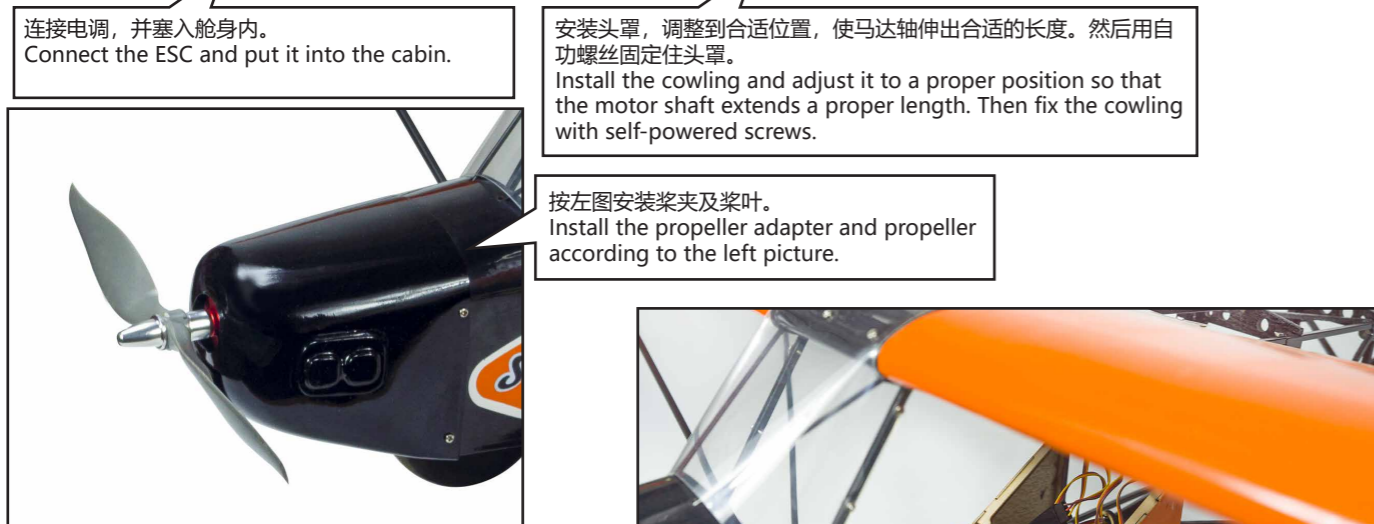 连接电调，并塞入舱身内。
Connect the ESC and put it into the cabin.
安装头罩，调整到合适位置，使马达轴伸出合适的长度。然后用自
功螺丝固定住头罩。
Install the cowling and adjust it to a proper position so that
the motor shaft extends a proper length. Then fix the cowling
with self-powered screws.
按左图安装桨夹及桨叶。
Install the propeller adapter and propeller
according to the left picture.